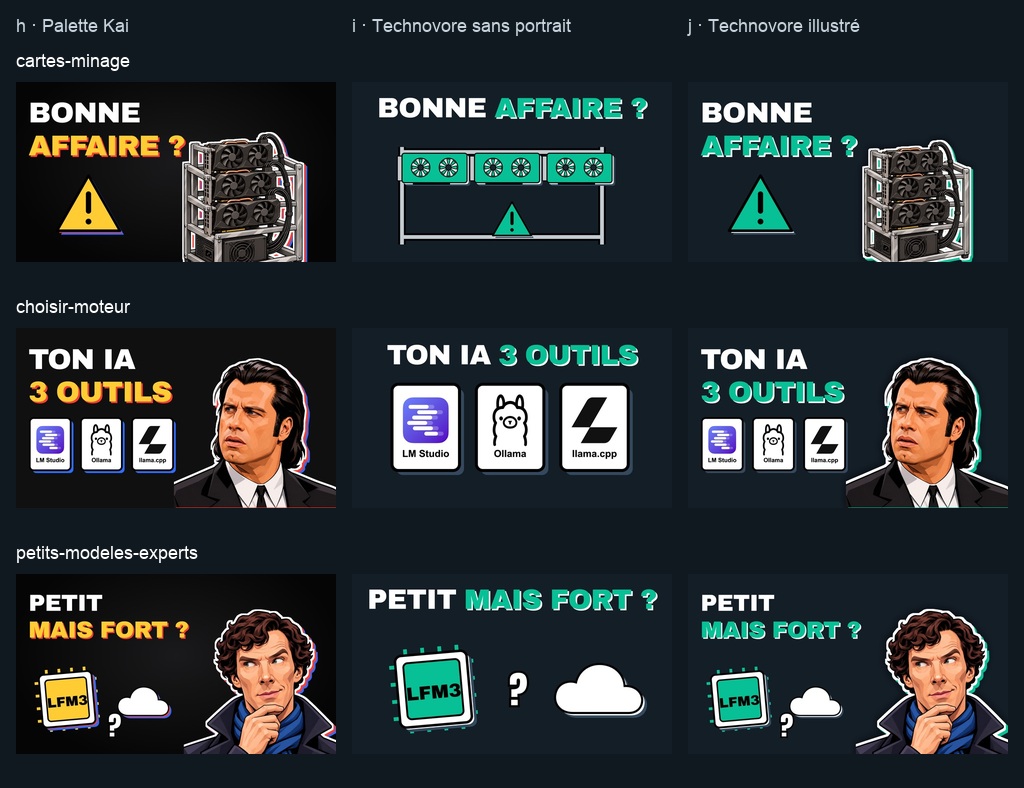 h · Palette Kai
i · Technovore sans portrait
j · Technovore illustré
cartes-minage
BONNE
AFFAIRE ?
BONNE AFFAIRE ?
BONNE
AFFAIRE ?
choisir-moteur
TON IA
3 OUTILS
LM Studio
Ollama
llama.cpp
TON IA 3 OUTILS
LM Studio
Ollama
llama.cpp
TON IA
3 OUTILS
LM Studio
Ollama
llama.cpp
petits-modeles-experts
PETIT
MAIS FORT ?
LFM3
?
PETIT MAIS FORT ?
LFM3
?
PETIT
MAIS FORT ?
LFM3
?